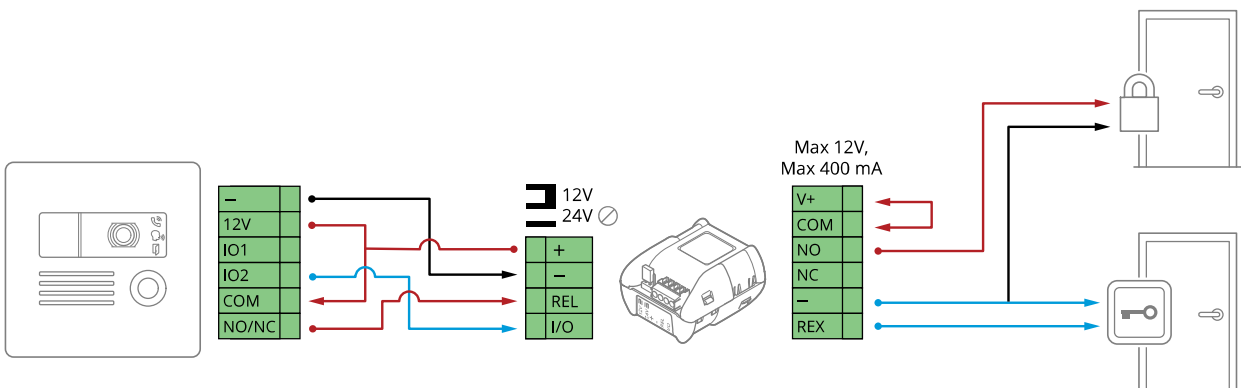 –
12V
IO1
IO2
COM
NO/NC
12V
24V
+
–
REL
I/O
Max 12V,
Max 400 mA
V+
COM
NO
NC
–
REX